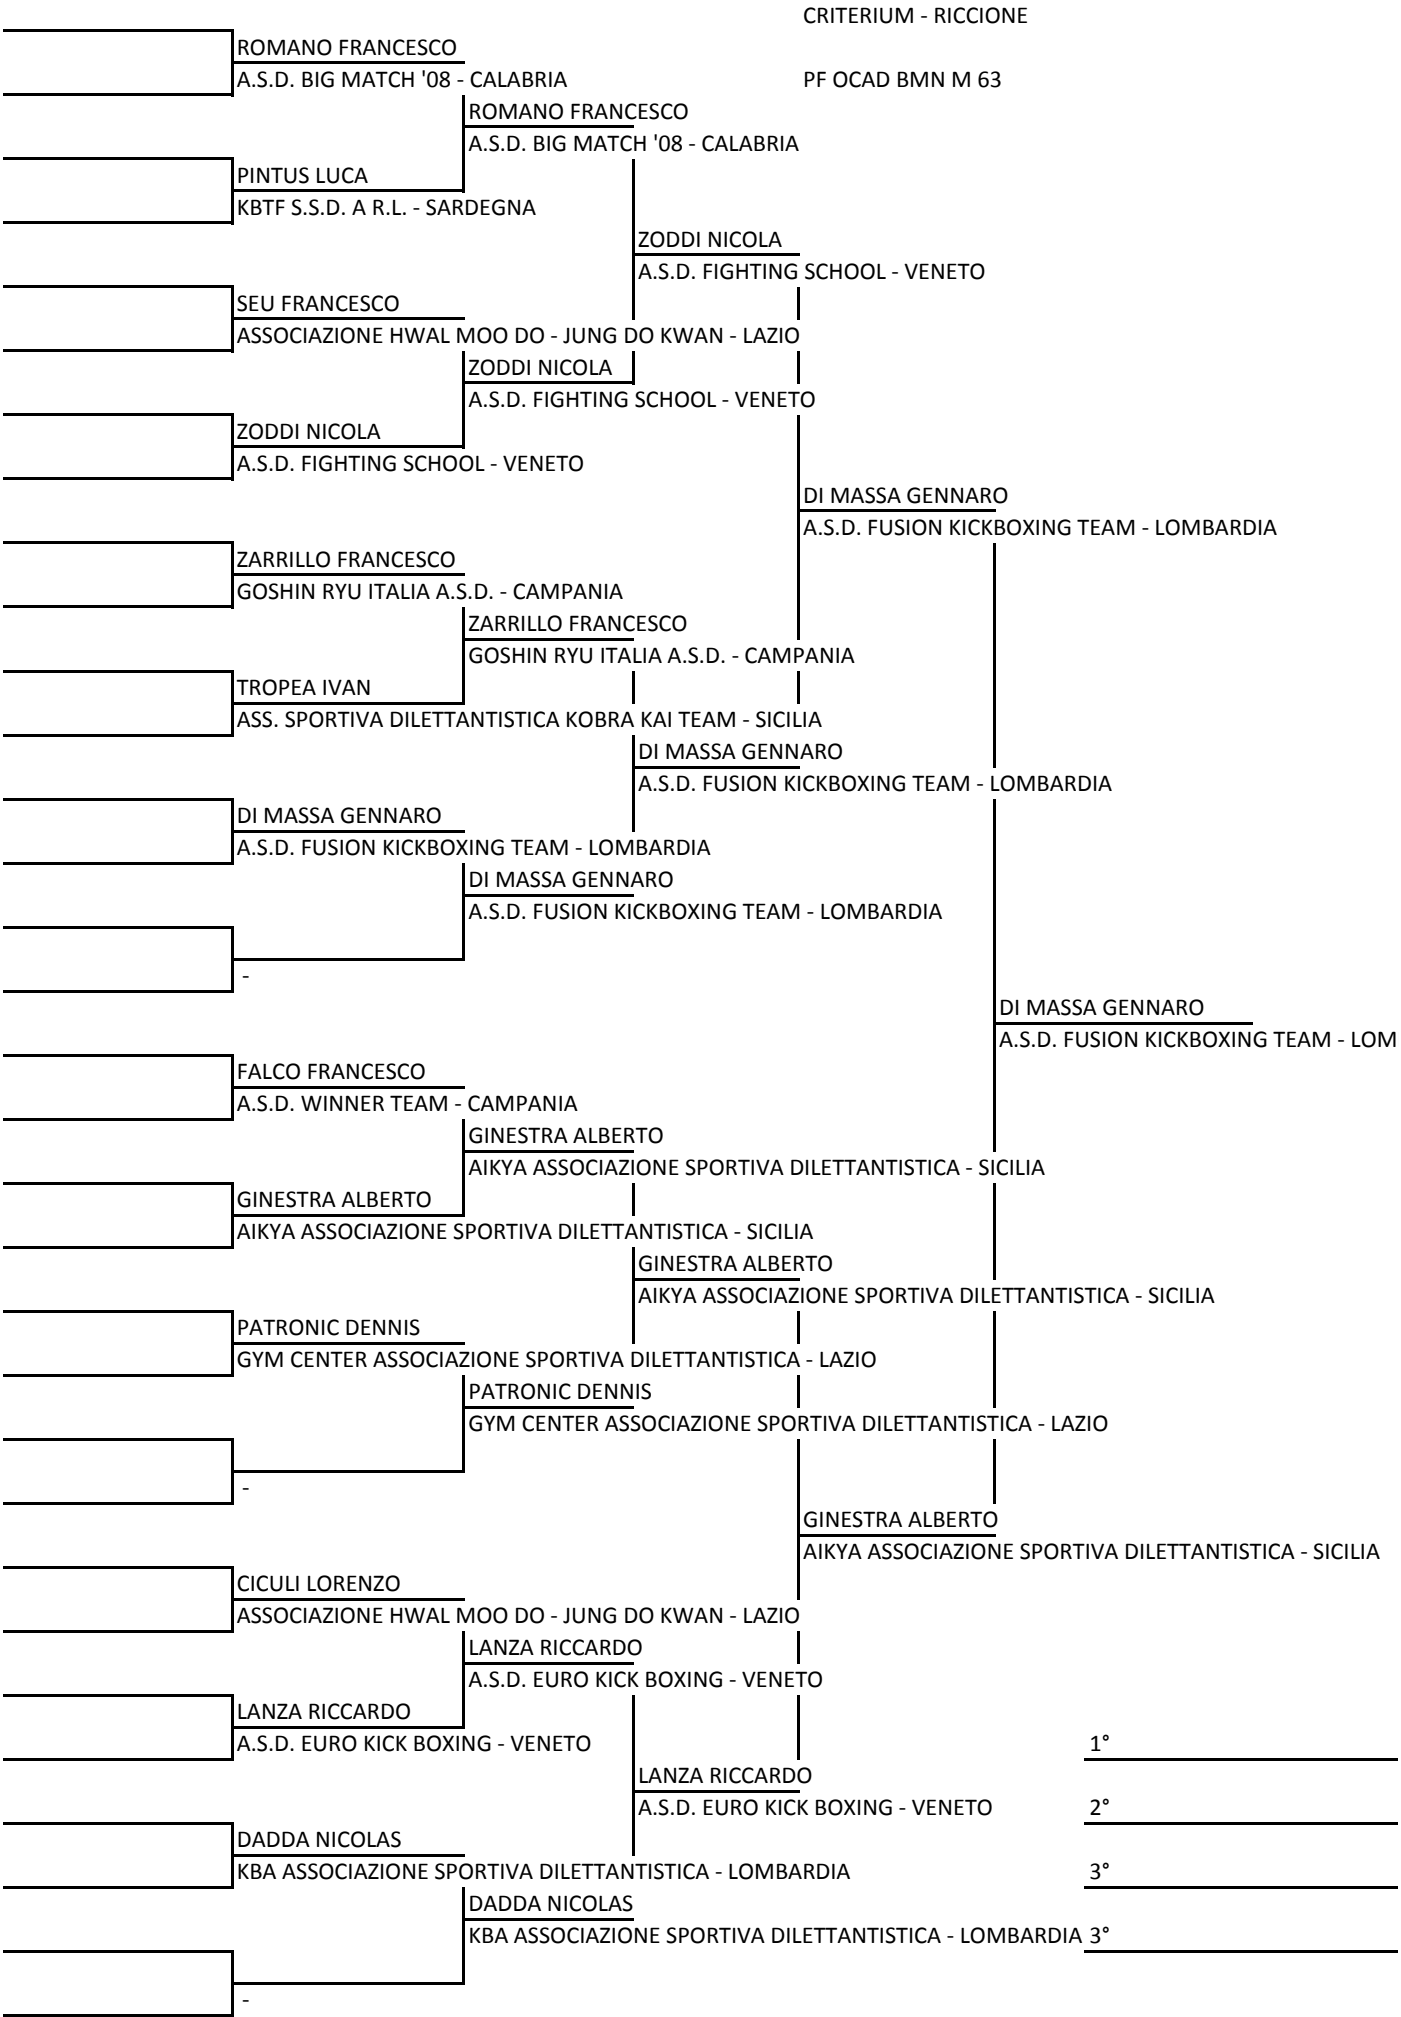 CRITERIUM - RICCIONE
ROMANO FRANCESCO
A.S.D. BIG MATCH '08 - CALABRIA
PF OCAD BMN M 63
ROMANO FRANCESCO
A.S.D. BIG MATCH '08 - CALABRIA
PINTUS LUCA
KBTF S.S.D. A R.L. - SARDEGNA
ZODDI NICOLA
A.S.D. FIGHTING SCHOOL - VENETO
SEU FRANCESCO
ASSOCIAZIONE HWAL MOO DO - JUNG DO KWAN - LAZIO
ZODDI NICOLA
A.S.D. FIGHTING SCHOOL - VENETO
ZODDI NICOLA
A.S.D. FIGHTING SCHOOL - VENETO
DI MASSA GENNARO
A.S.D. FUSION KICKBOXING TEAM - LOMBARDIA
ZARRILLO FRANCESCO
GOSHIN RYU ITALIA A.S.D. - CAMPANIA
ZARRILLO FRANCESCO
GOSHIN RYU ITALIA A.S.D. - CAMPANIA
TROPEA IVAN
ASS. SPORTIVA DILETTANTISTICA KOBRA KAI TEAM - SICILIA
DI MASSA GENNARO
A.S.D. FUSION KICKBOXING TEAM - LOMBARDIA
DI MASSA GENNARO
A.S.D. FUSION KICKBOXING TEAM - LOMBARDIA
DI MASSA GENNARO
A.S.D. FUSION KICKBOXING TEAM - LOMBARDIA
-
DI MASSA GENNARO
A.S.D. FUSION KICKBOXING TEAM - LOM
FALCO FRANCESCO
A.S.D. WINNER TEAM - CAMPANIA
GINESTRA ALBERTO
AIKYA ASSOCIAZIONE SPORTIVA DILETTANTISTICA - SICILIA
GINESTRA ALBERTO
AIKYA ASSOCIAZIONE SPORTIVA DILETTANTISTICA - SICILIA
GINESTRA ALBERTO
AIKYA ASSOCIAZIONE SPORTIVA DILETTANTISTICA - SICILIA
PATRONIC DENNIS
GYM CENTER ASSOCIAZIONE SPORTIVA DILETTANTISTICA - LAZIO
PATRONIC DENNIS
GYM CENTER ASSOCIAZIONE SPORTIVA DILETTANTISTICA - LAZIO
-
GINESTRA ALBERTO
AIKYA ASSOCIAZIONE SPORTIVA DILETTANTISTICA - SICILIA
CICULI LORENZO
ASSOCIAZIONE HWAL MOO DO - JUNG DO KWAN - LAZIO
LANZA RICCARDO
A.S.D. EURO KICK BOXING - VENETO
LANZA RICCARDO
A.S.D. EURO KICK BOXING - VENETO
1°
LANZA RICCARDO
A.S.D. EURO KICK BOXING - VENETO
2°
DADDA NICOLAS
KBA ASSOCIAZIONE SPORTIVA DILETTANTISTICA - LOMBARDIA
3°
DADDA NICOLAS
KBA ASSOCIAZIONE SPORTIVA DILETTANTISTICA - LOMBARDIA
3°
-